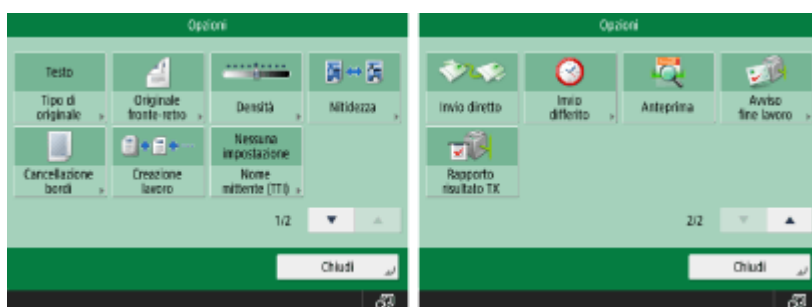 Opzioni
Testo
Tipo di
originale
Originale
fronte-retro
Densità
Nitidezza
Cancellazione
bordi
Creazione
lavoro
Nessuna
impostazione
Nome
mittente (TTI)
1/2
Chiudi
Opzioni
Invio diretto
Invio
differito
Anteprima
Avviso
fine lavoro
Rapporto
risultato TX
2/2
Chiudi